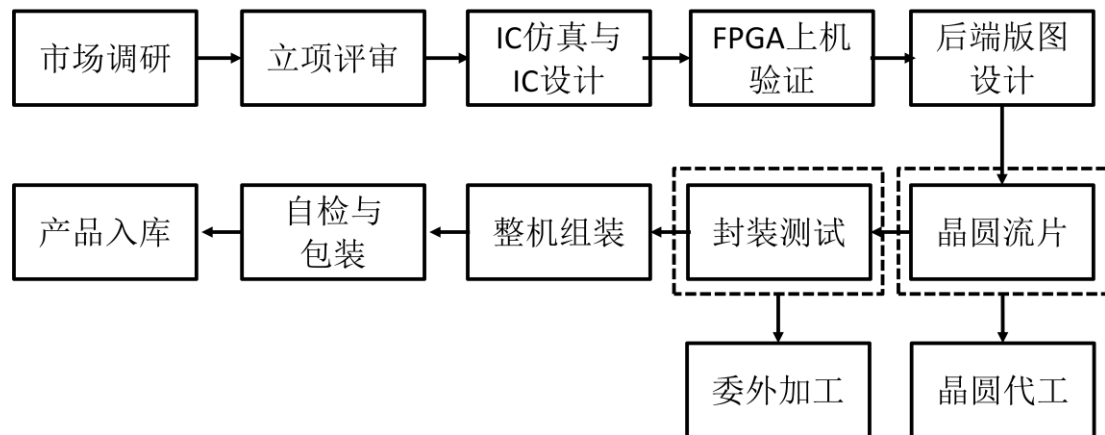 市场调研
立项评审
IC仿真与
IC设计
FPGA上机
验证
后端版图
设计
产品入库
自检与
包装
整机组装
封装测试
晶圆流片
委外加工
晶圆代工